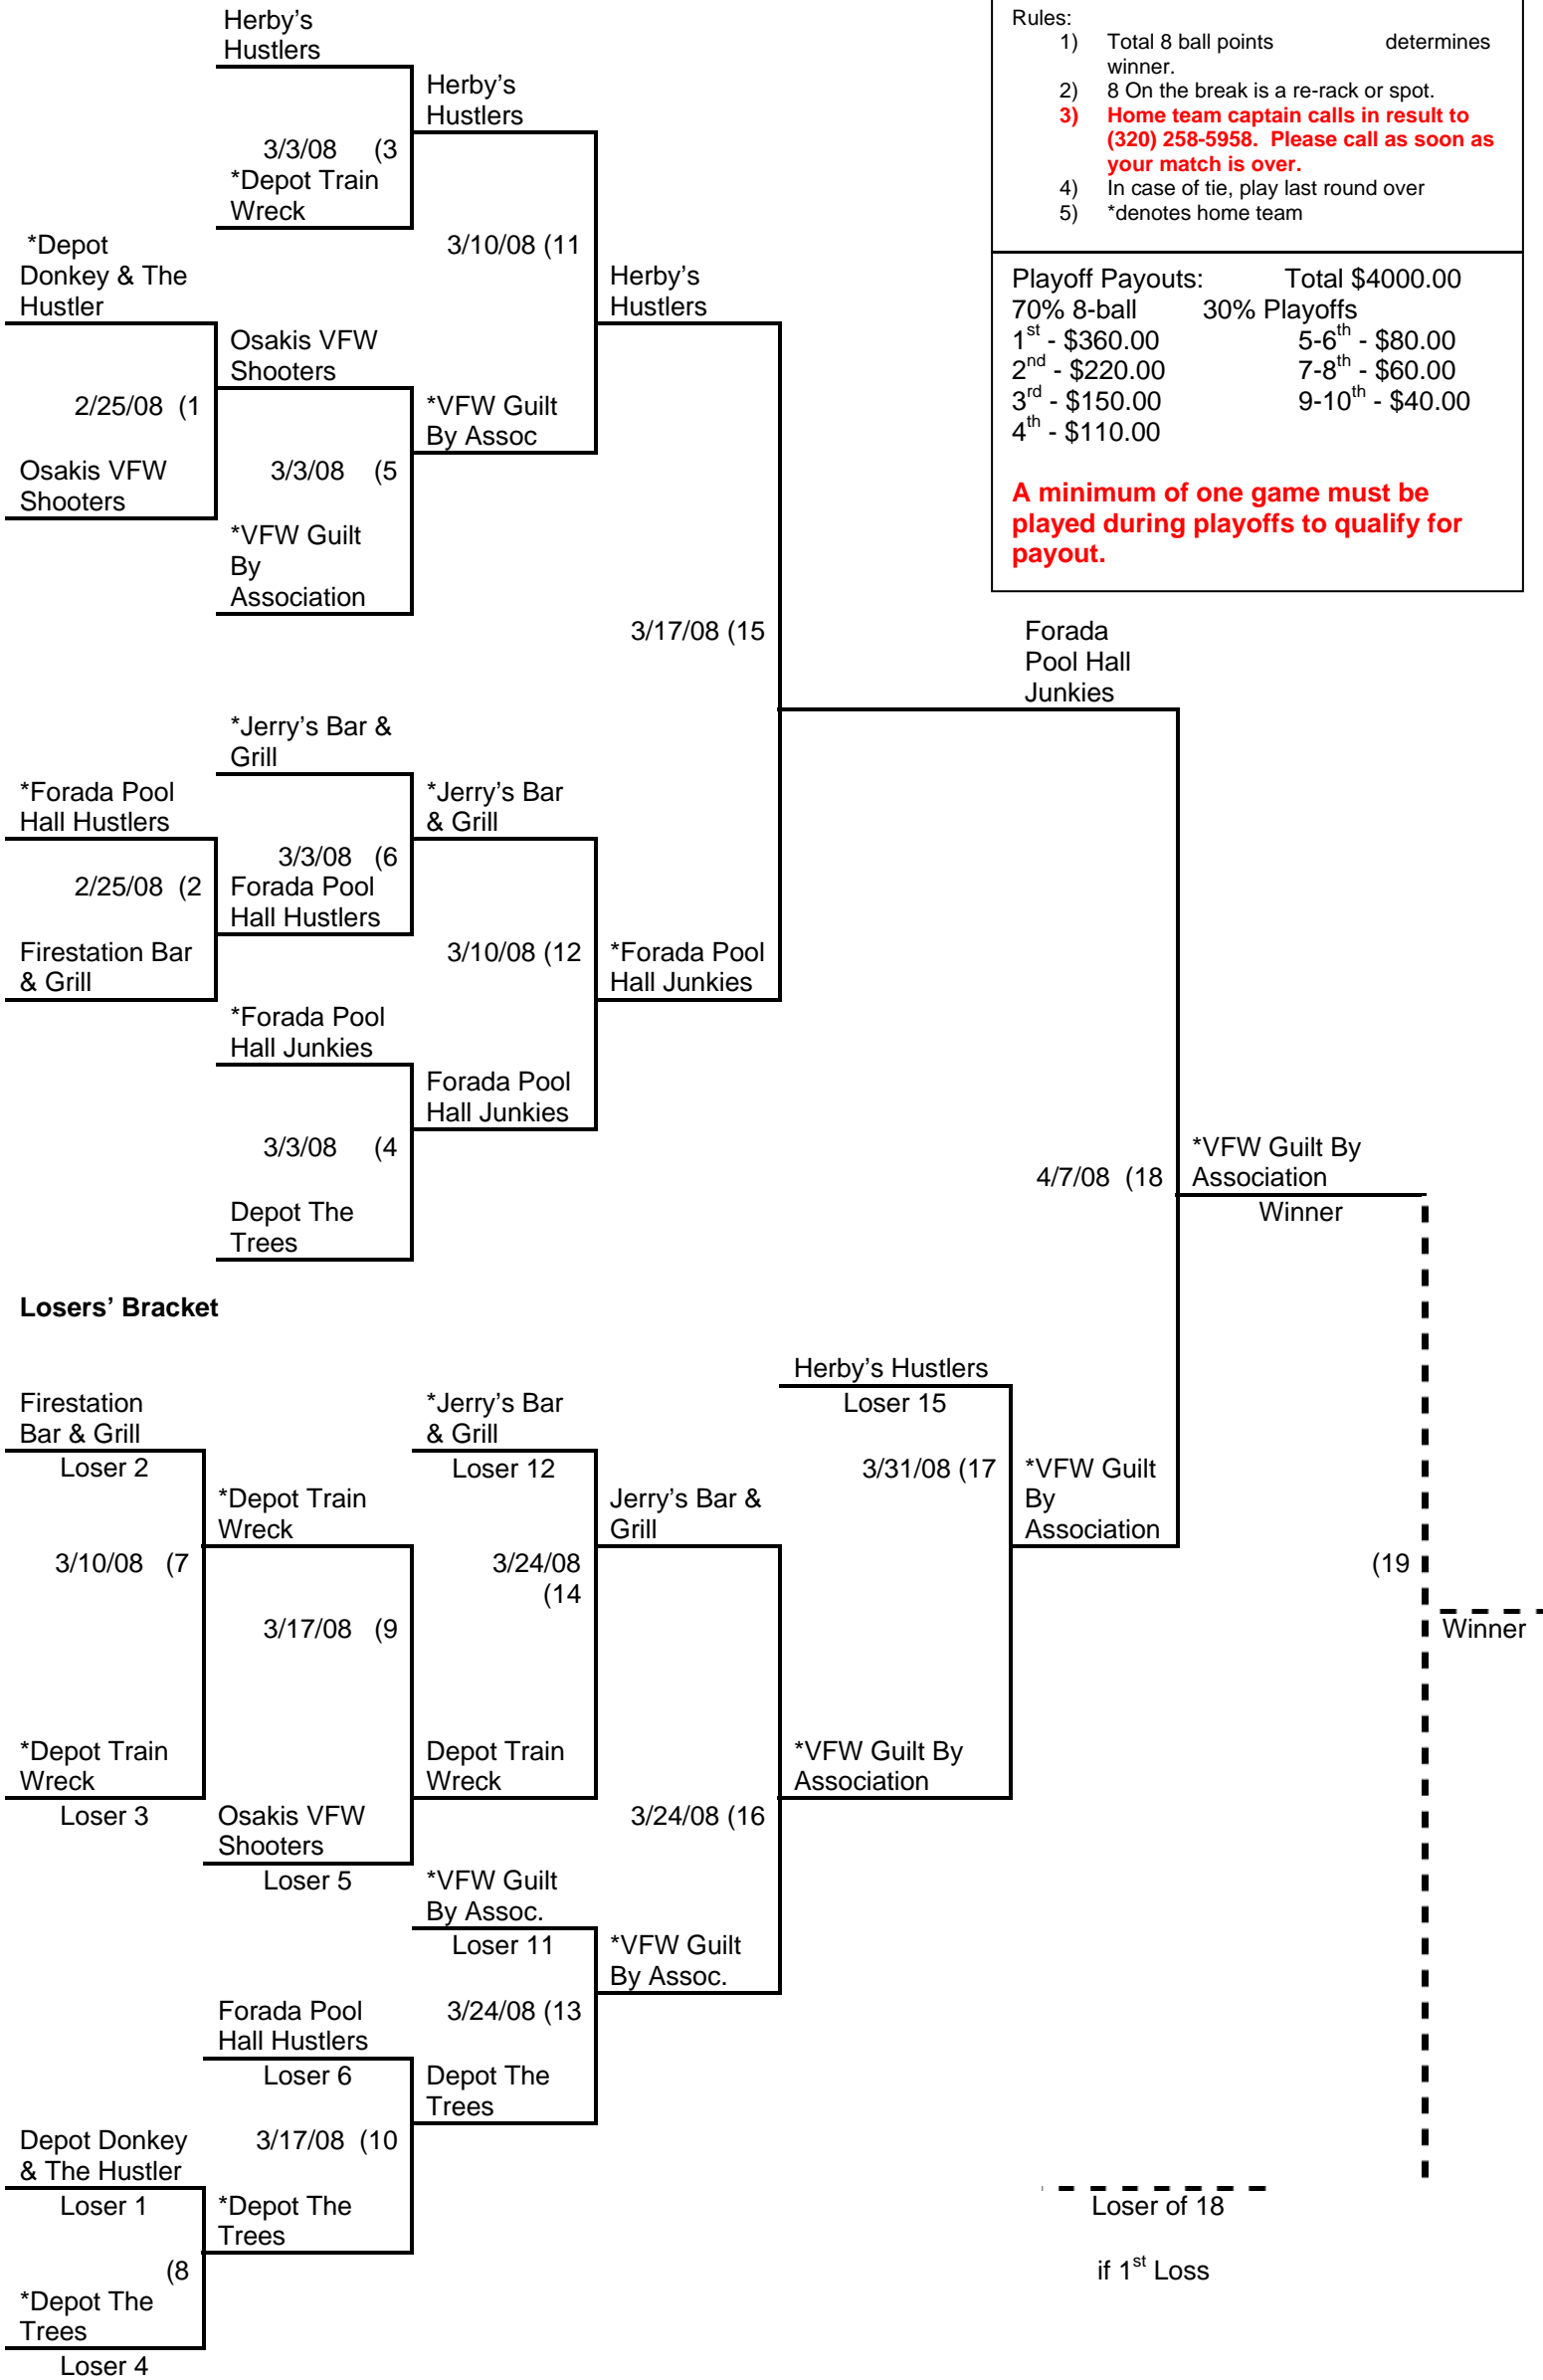 Herby's
Hustlers
Herby's
Hustlers
3/3/08 (3
*Depot Train
Wreck
*Depot
Donkey & The
Hustler
3/10/08 (11
Herby's
Hustlers
Osakis VFW
Shooters
2/25/08 (1
*VFW Guilt
By Assoc
Osakis VFW
Shooters
3/3/08 (5
*VFW Guilt
By
Association
3/17/08 (15
Rules:
1) Total 8 ball points determines
winner.
2) 8 On the break is a re-rack or spot.
3) Home team captain calls in result to
(320) 258-5958. Please call as soon as
your match is over.
4) In case of tie, play last round over
5) *denotes home team
Playoff Payouts: Total $4000.00
70% 8-ball 30% Playoffs
1st - $360.00 5-6th - $80.00
2nd - $220.00 7-8th - $60.00
3rd - $150.00 9-10th - $40.00
4th - $110.00
A minimum of one game must be
played during playoffs to qualify for
payout.
Forada
Pool Hall
Junkies
*Jerry's Bar &
Grill
*Forada Pool
Hall Hustlers
*Jerry's Bar
& Grill
3/3/08 (6
2/25/08 (2
Forada Pool
Hall Hustlers
Firestation Bar
& Grill
3/10/08 (12
*Forada Pool
Hall Junkies
*Forada Pool
Hall Junkies
Forada Pool
Hall Junkies
3/3/08 (4
Depot The
Trees
4/7/08 (18
*VFW Guilt By
Association
Winner
Losers' Bracket
Herby's Hustlers
Loser 15
Firestation
Bar & Grill
Loser 2
*Jerry's Bar
& Grill
Loser 12
3/31/08 (17
*VFW Guilt
By
Association
*Depot Train
Wreck
Jerry's Bar &
Grill
3/10/08 (7
3/24/08
(14
(19
3/17/08 (9
Winner
*Depot Train
Wreck
Loser 3
Depot Train
Wreck
*VFW Guilt By
Association
Osakis VFW
Shooters
Loser 5
3/24/08 (16
*VFW Guilt
By Assoc.
Loser 11
*VFW Guilt
By Assoc.
Forada Pool
Hall Hustlers
Loser 6
3/24/08 (13
Depot The
Trees
Depot Donkey
& The Hustler
Loser 1
3/17/08 (10
*Depot The
Trees
Loser of 18
(8
if 1st Loss
*Depot The
Trees
Loser 4